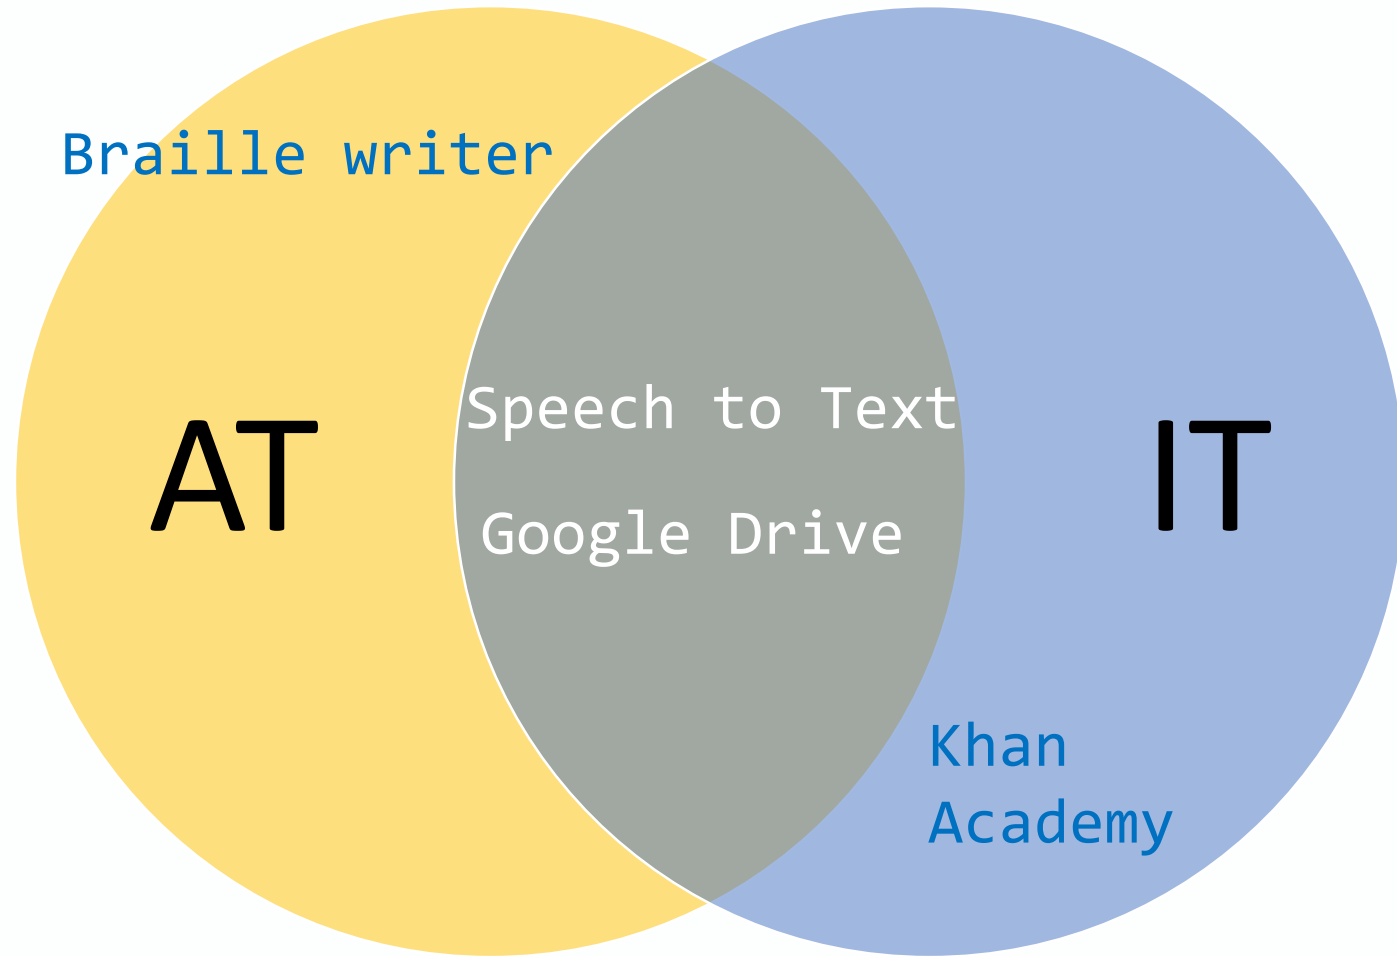 Braille writer
Speech to Text
AT
IT
Google Drive
Khan
Academy